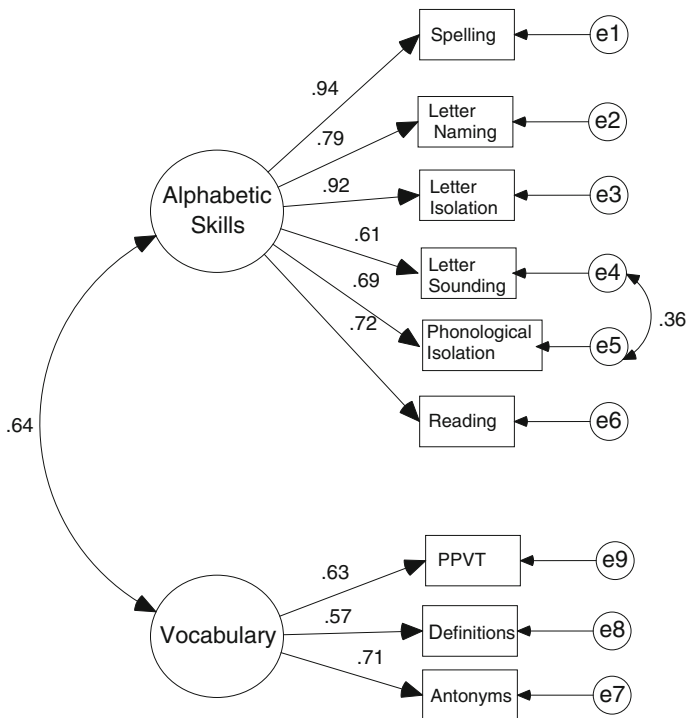 Spelling
e1
.94
Letter
Naming
e2
.79
Alphabetic
Skills
.92
Letter
Isolation
e3
.61
Letter
Sounding
e4
.69
.36
.72
Phonological
Isolation
e5
Reading
e6
.64
PPVT
e9
.63
Vocabulary
.57
Definitions
e8
.71
Antonyms
e7